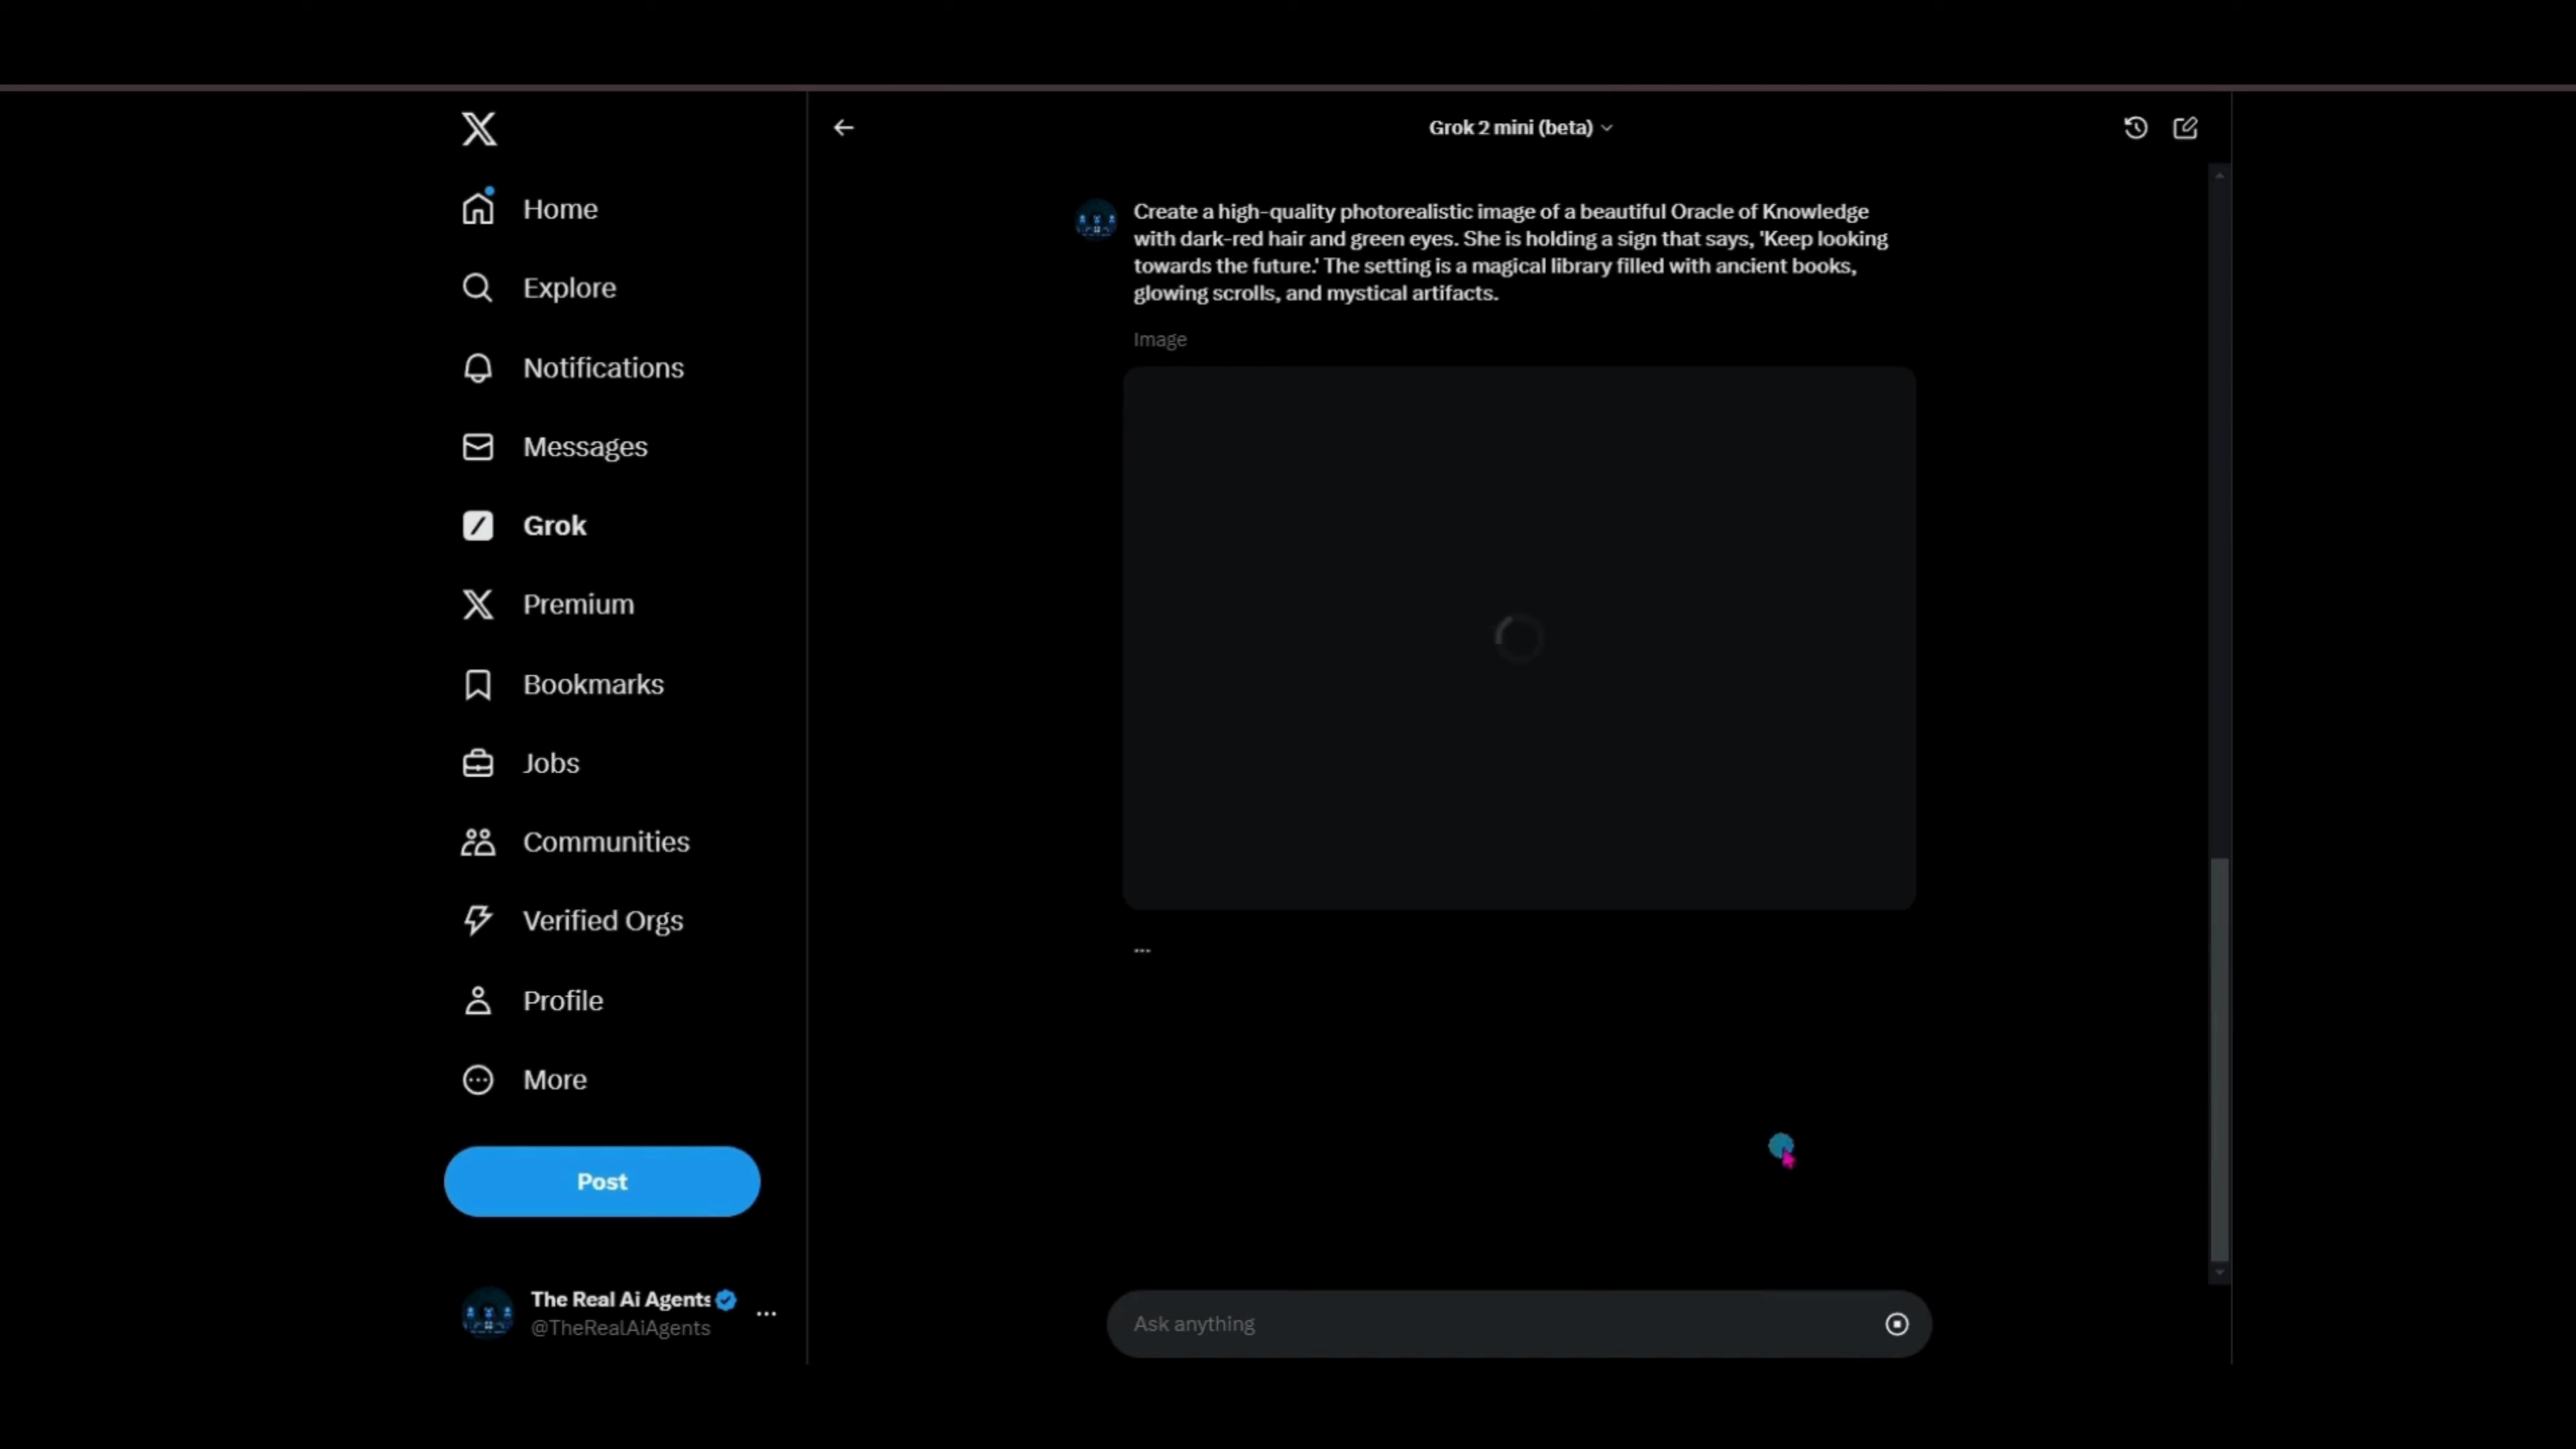 Home
Explore
Notifications
Messages
Grok
Premium
Bookmarks
Jobs
Communities
Verified Orgs
Profile
More
Post
The Real Ai Agents
@TheRealAiAgents
Grok 2 mini (beta)
Create a high-quality photorealistic image of a beautiful Oracle of Knowledge
with dark-red hair and green eyes. She is holding a sign that says, 'Keep looking
towards the future.' The setting is a magical library filled with ancient books,
glowing scrolls, and mystical artifacts.
Image
Ask anything